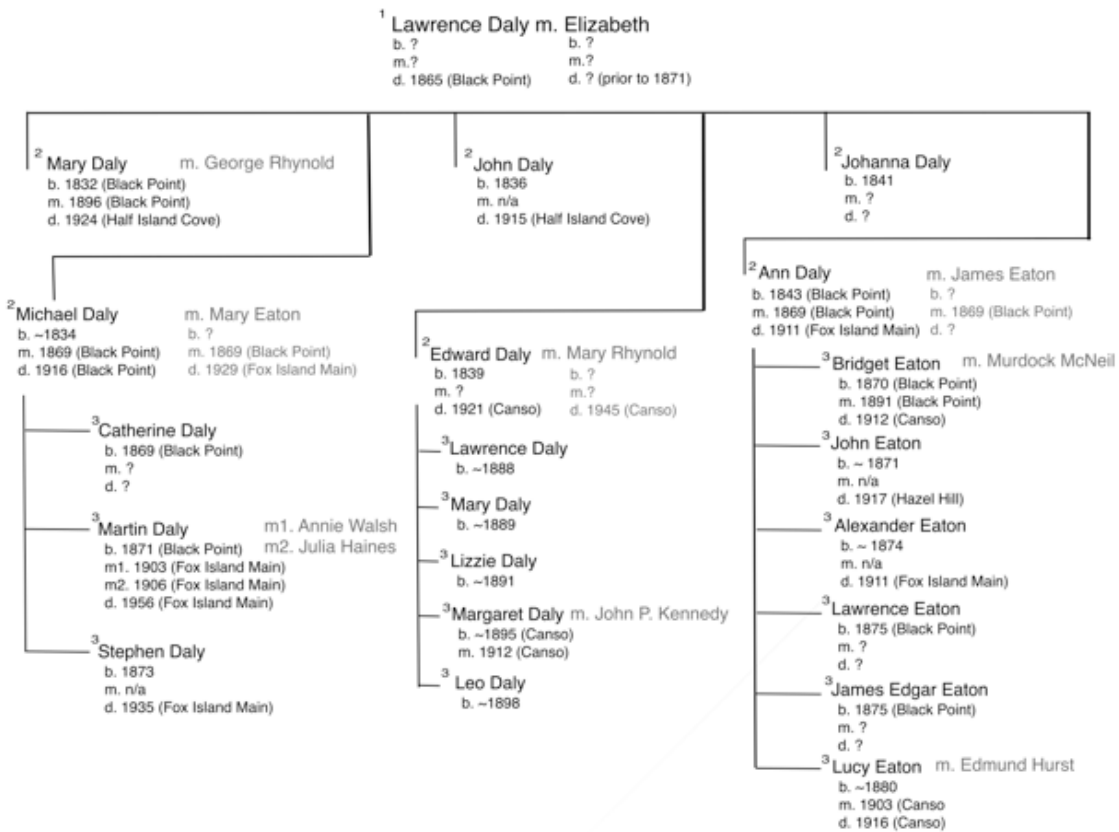 1 Lawrence Daly m. Elizabeth
b. ? b. ?
m. ? m.?
d. 1865 (Black Point) d. ? (prior to 1871)
2 Mary Daly m. George Rhynold
b. 1832 (Black Point)
m. 1896 (Black Point)
d. 1924 (Half Island Cove)
2 John Daly
b. 1836
m. n/a
d. 1915 (Half Island Cove)
2 Johanna Daly
b. 1841
m. ?
d. ?
2 Michael Daly m. Mary Eaton
b. ~1834 b. ?
m. 1869 (Black Point) m. 1869 (Black Point)
d. 1916 (Black Point) d. 1929 (Fox Island Main)
3 Catherine Daly
b. 1869 (Black Point)
m. ?
d. ?
3 Martin Daly m1. Annie Walsh
b. 1871 (Black Point) m2. Julia Haines
m1. 1903 (Fox Island Main)
m2. 1906 (Fox Island Main)
d. 1956 (Fox Island Main)
3 Stephen Daly
b. 1873
m. n/a
d. 1935 (Fox Island Main)
2 Edward Daly m. Mary Rhynold
b. 1839 b. ?
m. ? m.?
d. 1921 (Canso) d. 1945 (Canso)
3 Lawrence Daly
b. ~1888
3 Mary Daly
b. ~1889
3 Lizzie Daly
b. ~1891
3 Margaret Daly m. John P. Kennedy
b. ~1895 (Canso)
m. 1912 (Canso)
3 Leo Daly
b. ~1898
2 Ann Daly m. James Eaton
b. 1843 (Black Point) b. ?
m. 1869 (Black Point) m. 1869 (Black Point)
d. 1911 (Fox Island Main) d. ?
3 Bridget Eaton m. Murdock McNeil
b. 1870 (Black Point)
m. 1891 (Black Point)
d. 1912 (Canso)
3 John Eaton
b. ~ 1871
m. n/a
d. 1917 (Hazel Hill)
3 Alexander Eaton
b. ~ 1874
m. n/a
d. 1911 (Fox Island Main)
3 Lawrence Eaton
b. 1875 (Black Point)
m. ?
d. ?
3 James Edgar Eaton
b. 1875 (Black Point)
m. ?
d. ?
3 Lucy Eaton m. Edmund Hurst
b. ~1880
m. 1903 (Canso
d. 1916 (Canso)